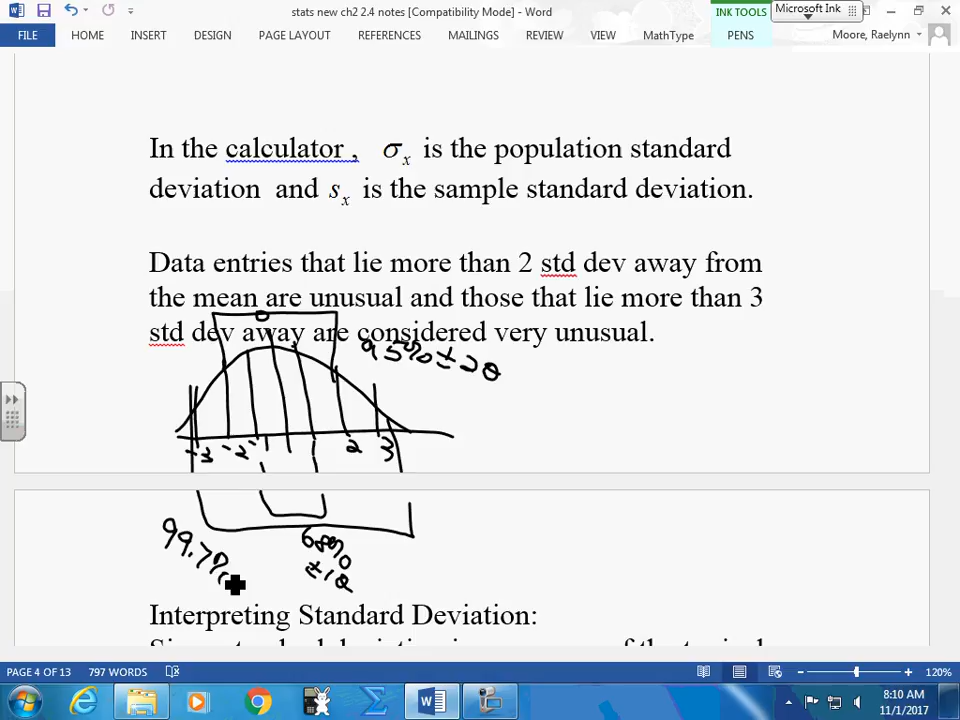 stats new ch2 2.4 notes [Compatibility Mode] - Word
INK TOOLS
Microsoft Ink
FILE HOME INSERT DESIGN PAGE LAYOUT REFERENCES MAILINGS REVIEW VIEW MathType PENS Moore, Raelynn
In the calculator , σx is the population standard
deviation and sx is the sample standard deviation.
Data entries that lie more than 2 std dev away from
the mean are unusual and those that lie more than 3
std dev away are considered very unusual.
95% ± 2σ
-3 -2 -1 2 3
99.7%
68%
± 1σ
Interpreting Standard Deviation:
PAGE 4 OF 13 797 WORDS 120%
8:10 AM
11/1/2017